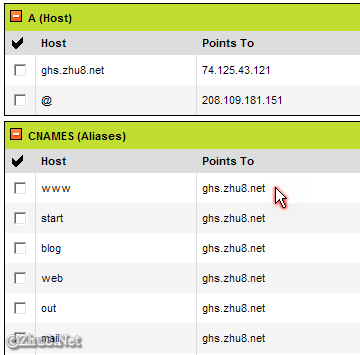 A (Host)
Host Points To
ghs.zhu8.net 74.125.43.121
@ 208.109.181.151
CNAMES (Aliases)
Host Points To
www ghs.zhu8.net
start ghs.zhu8.net
blog ghs.zhu8.net
web ghs.zhu8.net
out ghs.zhu8.net
mail ghs.zhu8.net
@Zhu8.Net